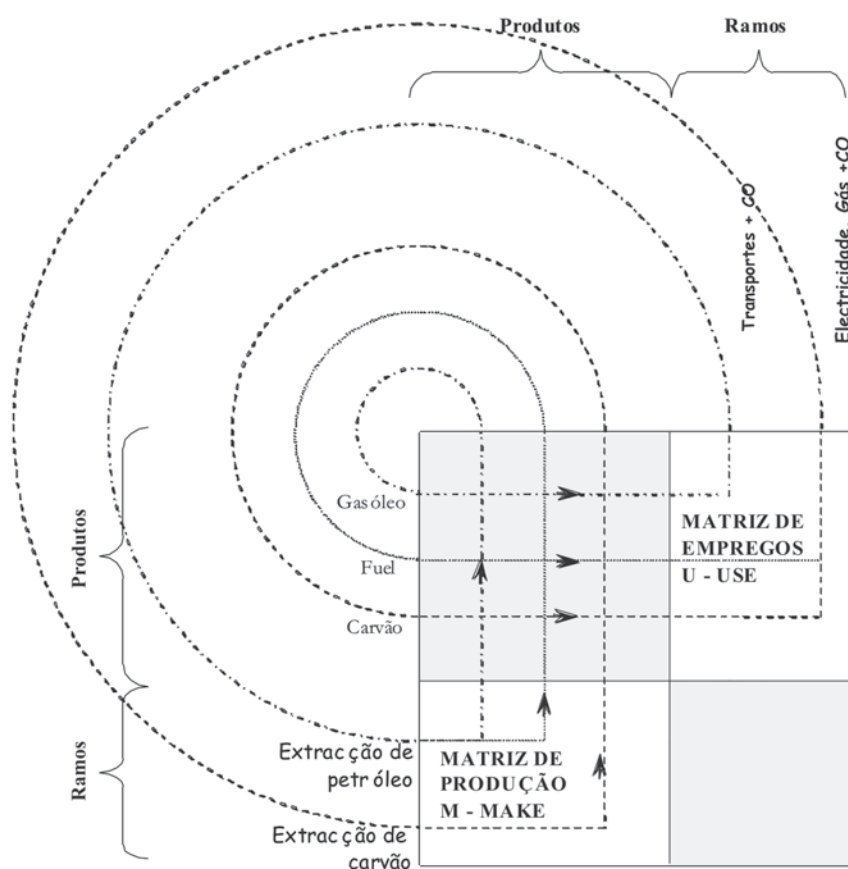 Produtos
Ramos
Transportes + CO
Electricidade, Gás +CO
Produtos
Ramos
Gasóleo
Fuel
Carvão
MATRIZ DE
EMPREGOS
U - USE
Extracção de
petróleo
MATRIZ DE
PRODUÇÃO
M - MAKE
Extracção de
carvão